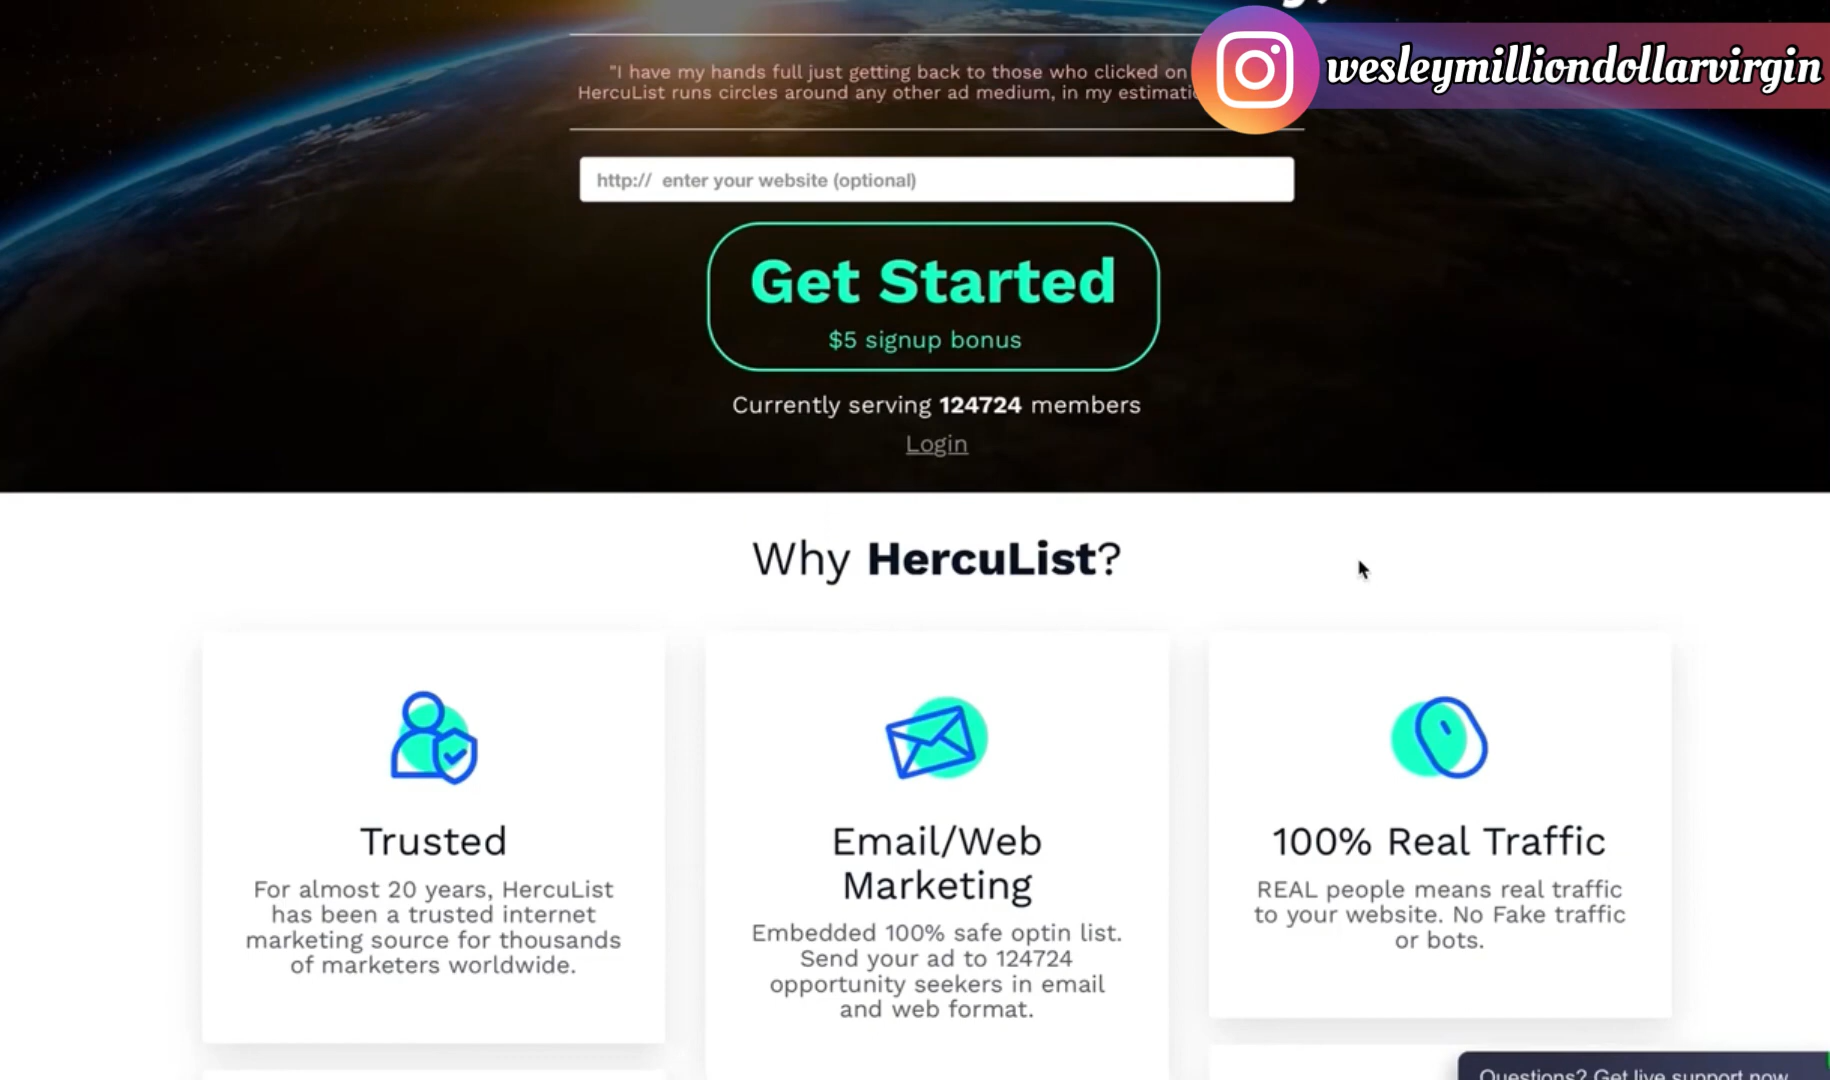 "I have my hands full just getting back to those who clicked on
HercuList runs circles around any other ad medium, in my
wesleymilliondollarvirgin
http:// enter your website (optional)
Get Started
$5 signup bonus
Currently serving 124724 members
Login
Why HercuList?
Trusted
For almost 20 years, HercuList
has been a trusted internet
marketing source for thousands
of marketers worldwide.
Email/Web
Marketing
Embedded 100% safe optin list.
Send your ad to 124724
opportunity seekers in email
and web format.
100% Real Traffic
REAL people means real traffic
to your website. No Fake traffic
or bots.
Questions? Get live support now